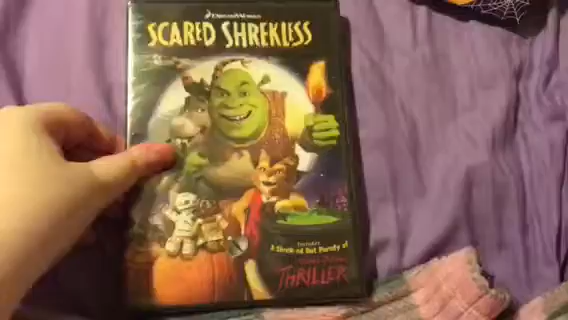 DREAMWORKS
SCARED SHREKLESS
Includes
A Shrek-ed Out Parody of
THRILLER